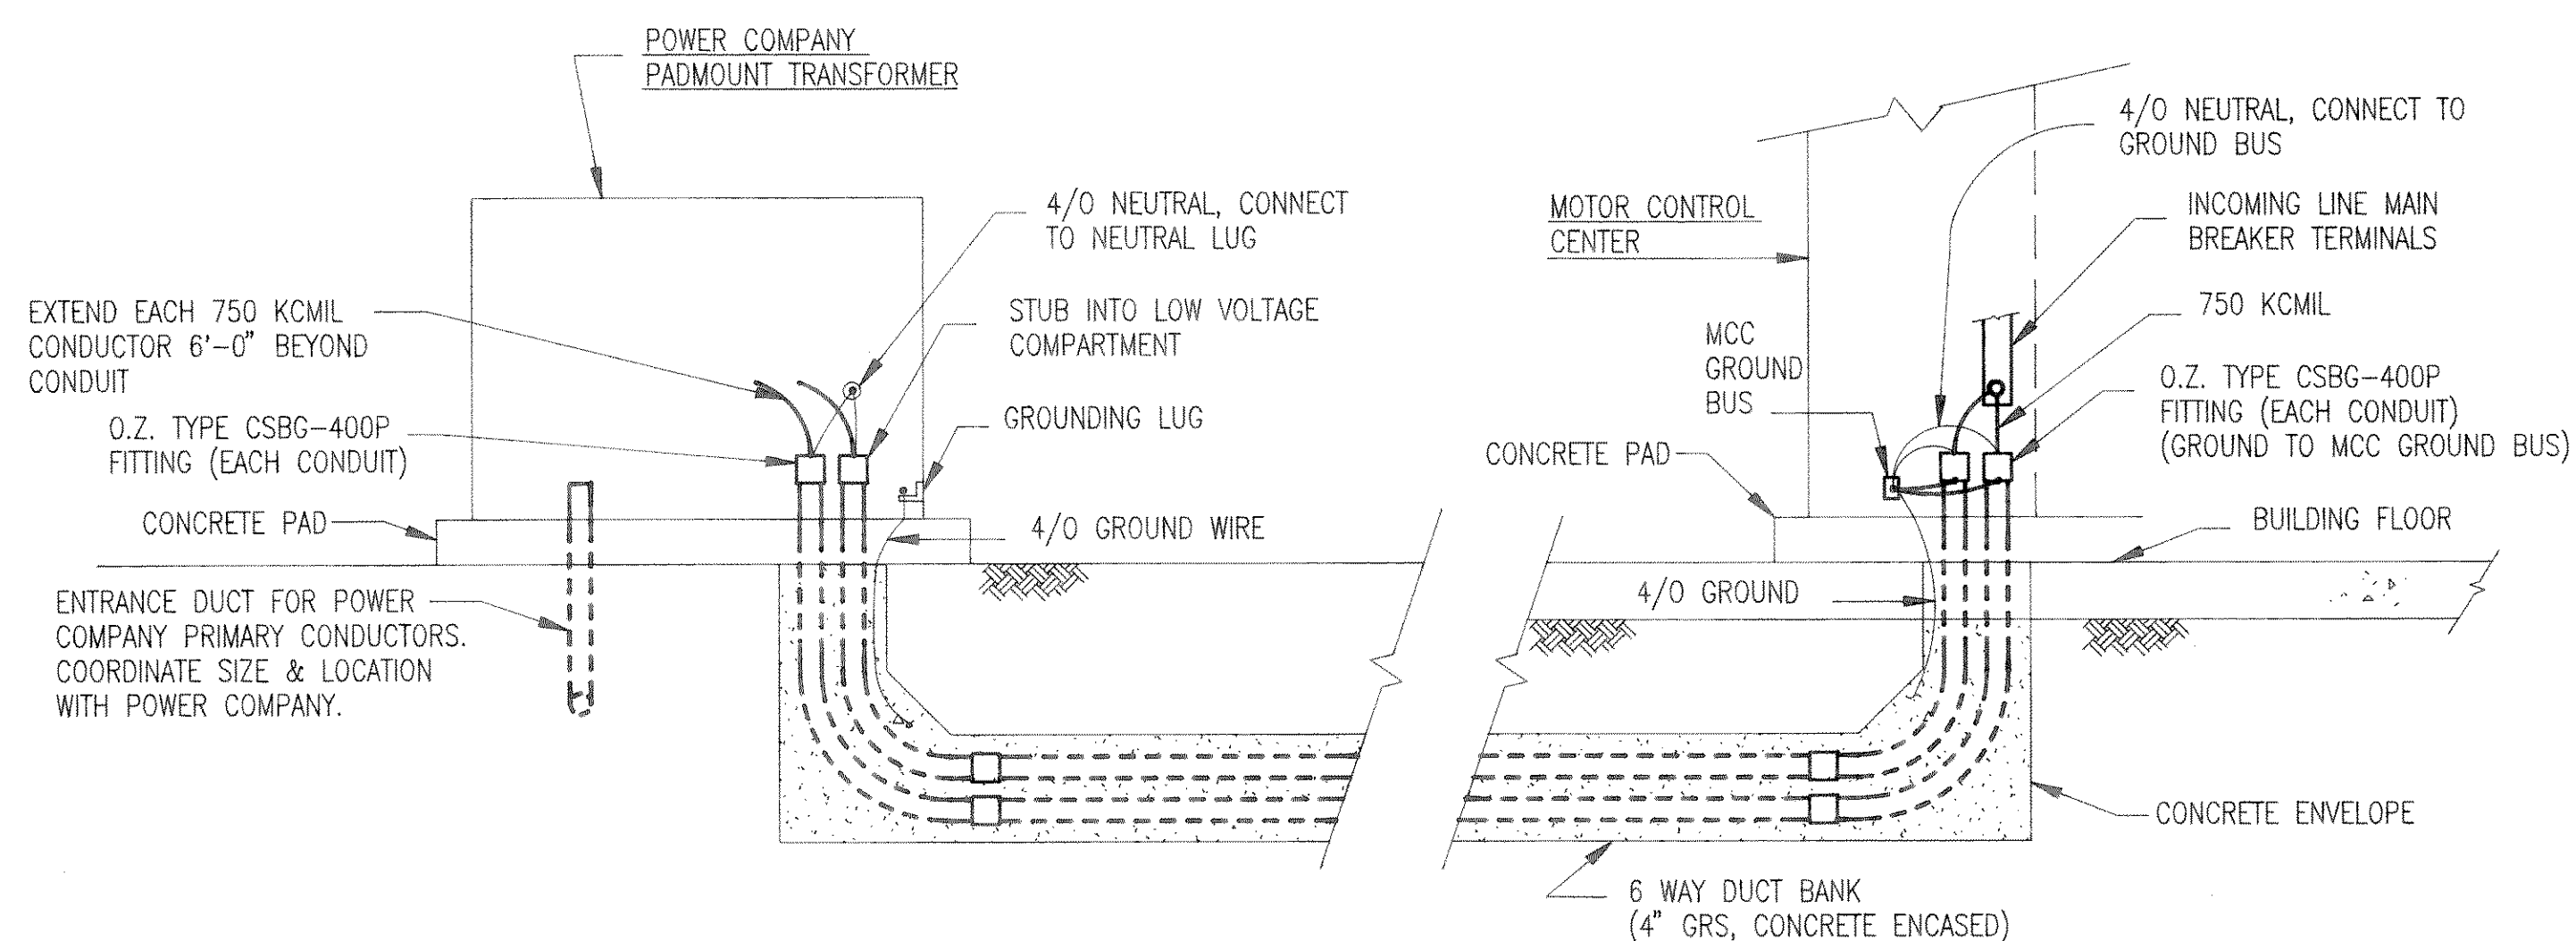 POWER COMPANY
PADMOUNT TRANSFORMER
4/0 NEUTRAL, CONNECT
TO NEUTRAL LUG
EXTEND EACH 750 KCMIL
CONDUCTOR 6'-0" BEYOND
CONDUIT
STUB INTO LOW VOLTAGE
COMPARTMENT
O.Z. TYPE CSBG-400P
FITTING (EACH CONDUIT)
GROUNDING LUG
CONCRETE PAD
4/0 GROUND WIRE
ENTRANCE DUCT FOR POWER
COMPANY PRIMARY CONDUCTORS.
COORDINATE SIZE & LOCATION
WITH POWER COMPANY.
4/0 NEUTRAL, CONNECT TO
GROUND BUS
MOTOR CONTROL
CENTER
INCOMING LINE MAIN
BREAKER TERMINALS
750 KCMIL
MCC
GROUND
BUS
O.Z. TYPE CSBG-400P
FITTING (EACH CONDUIT)
(GROUND TO MCC GROUND BUS)
CONCRETE PAD
BUILDING FLOOR
4/0 GROUND
CONCRETE ENVELOPE
6 WAY DUCT BANK
(4" GRS, CONCRETE ENCASED)